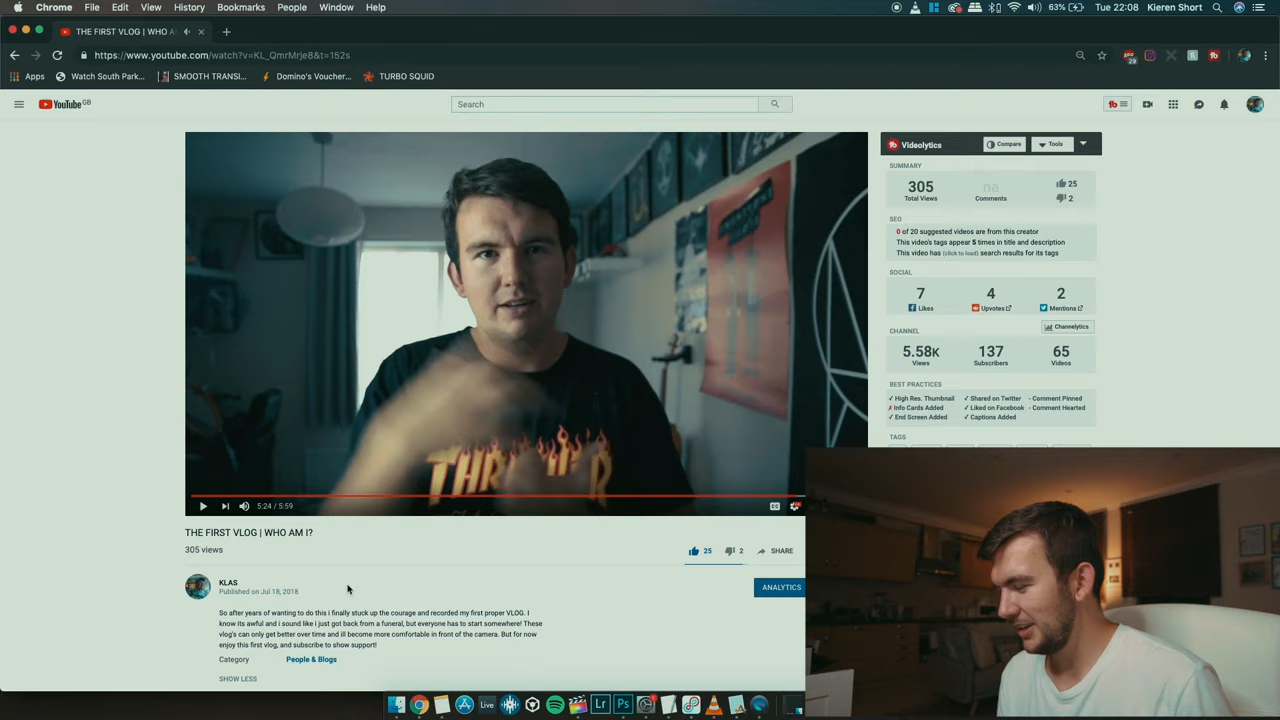 Chrome File Edit View History Bookmarks People Window Help
63% Tue 22:08 Kieren Short
THE FIRST VLOG | WHO A
https://www.youtube.com/watch?v=KL_QmrMrje8&t=152s
29
Apps Watch South Park... SMOOTH TRANSI... Domino's Voucher... TURBO SQUID
YouTube GB
Search
Videolytics Compare Tools
SUMMARY
305 na 25
Total Views Comments 2
SEO
0 of 20 suggested videos are from this creator
This video's tags appear 5 times in title and description
This video has (click to load) search results for its tags
SOCIAL
7 4 2
Likes Upvotes Mentions
CHANNEL Channelytics
5.58K 137 65
Views Subscribers Videos
BEST PRACTICES
✓ High Res. Thumbnail ✓ Shared on Twitter - Comment Pinned
✗ Info Cards Added ✓ Liked on Facebook - Comment Hearted
✓ End Screen Added ✓ Captions Added
TAGS
5:24 / 5:59
CC
THE FIRST VLOG | WHO AM I?
305 views
25 2 SHARE
KLAS
Published on Jul 18, 2018
ANALYTICS
So after years of wanting to do this i finally stuck up the courage and recorded my first proper VLOG. I
know its awful and i sound like i just got back from a funeral, but everyone has to start somewhere! These
vlog's can only get better over time and ill become more comfortable in front of the camera. But for now
enjoy this first vlog, and subscribe to show support!
Category People & Blogs
SHOW LESS
Live Lr Ps